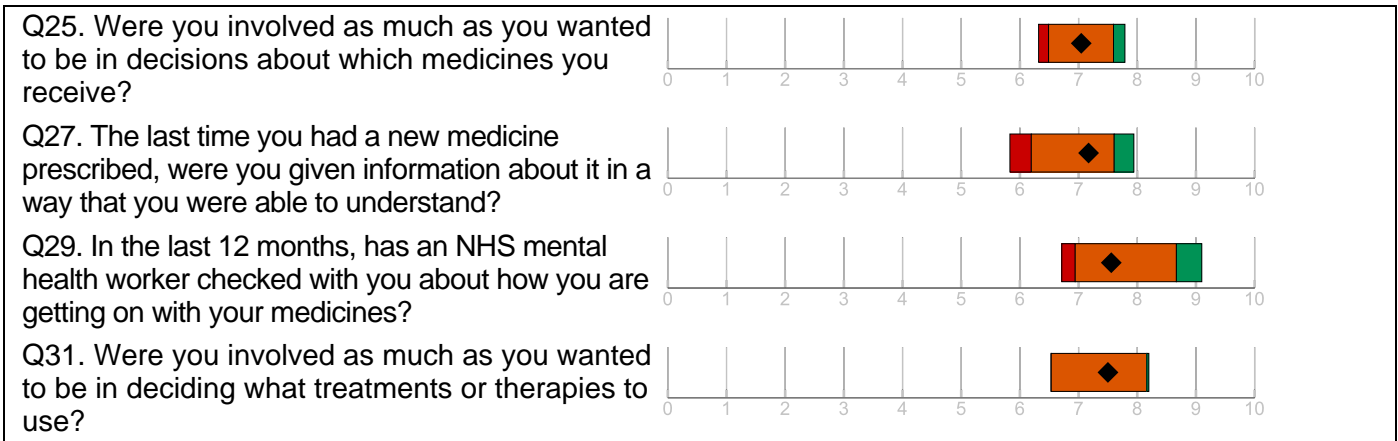 Q25. Were you involved as much as you wanted
to be in decisions about which medicines you
receive?
0 1 2 3 4 5 6 7 8 9 10
Q27. The last time you had a new medicine
prescribed, were you given information about it in a
way that you were able to understand?
0 1 2 3 4 5 6 7 8 9 10
Q29. In the last 12 months, has an NHS mental
health worker checked with you about how you are
getting on with your medicines?
0 1 2 3 4 5 6 7 8 9 10
Q31. Were you involved as much as you wanted
to be in deciding what treatments or therapies to
use?
0 1 2 3 4 5 6 7 8 9 10